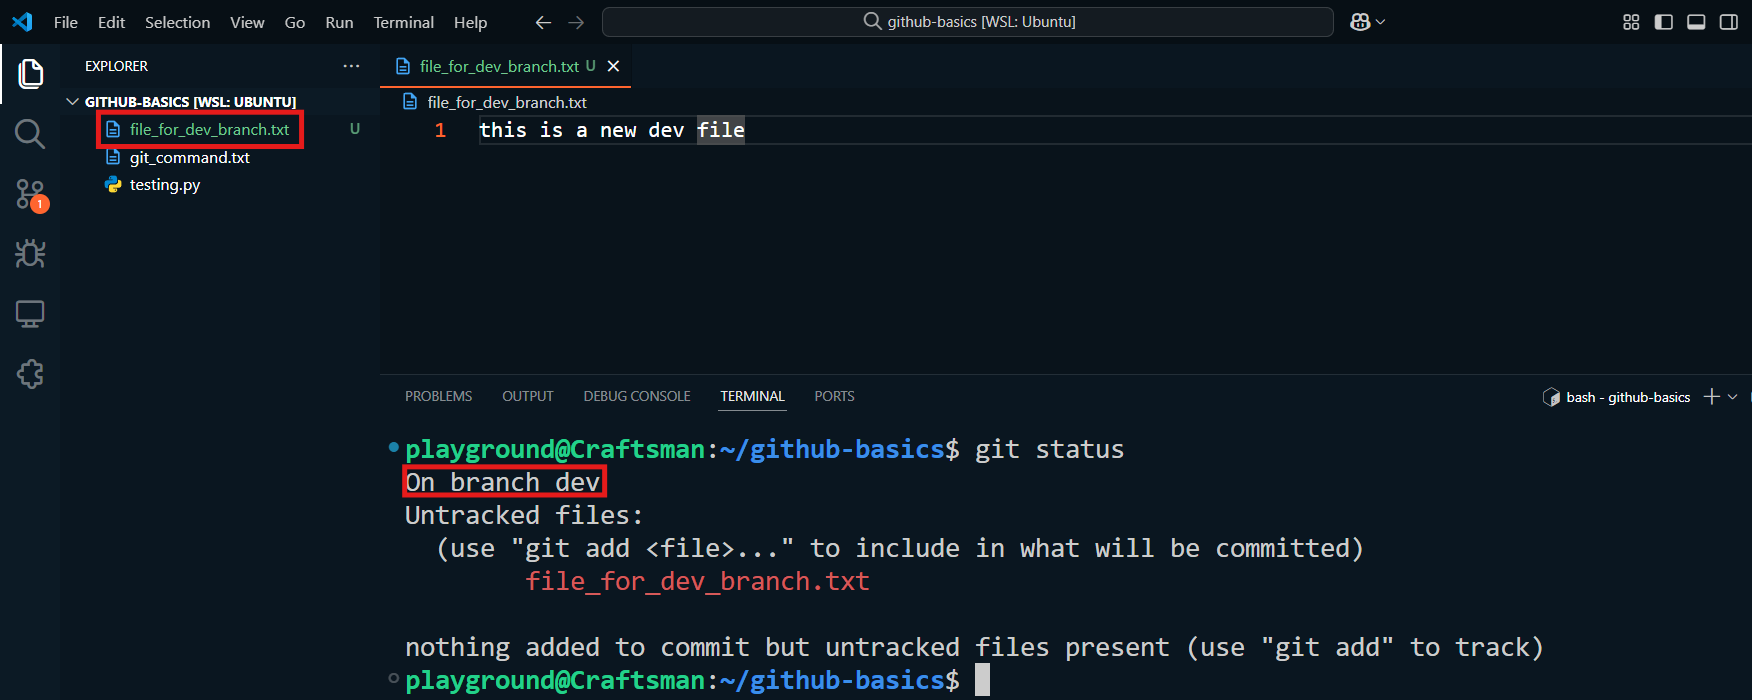 File Edit Selection View Go Run Terminal Help
github-basics [WSL: Ubuntu]
EXPLORER
GITHUB-BASICS [WSL: UBUNTU]
file_for_dev_branch.txt U
git_command.txt
testing.py
1
file_for_dev_branch.txt U
file_for_dev_branch.txt
1 this is a new dev file
PROBLEMS OUTPUT DEBUG CONSOLE TERMINAL PORTS
bash - github-basics
playground@Craftsman:~/github-basics$ git status
On branch dev
Untracked files:
(use "git add <file>..." to include in what will be committed)
file_for_dev_branch.txt
nothing added to commit but untracked files present (use "git add" to track)
playground@Craftsman:~/github-basics$